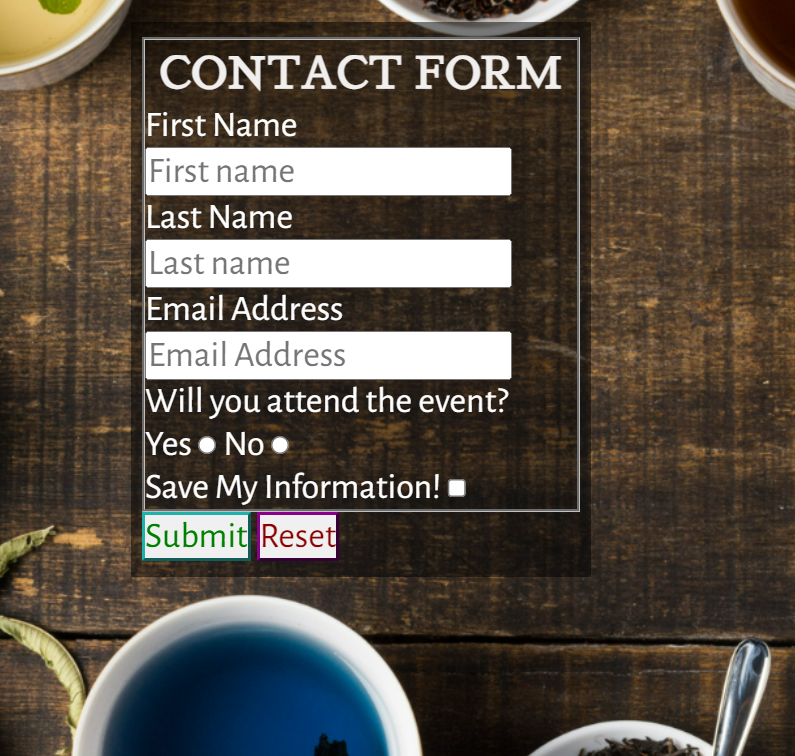 CONTACT FORM
First Name
First name
Last Name
Last name
Email Address
Email Address
Will you attend the event?
Yes No
Save My Information!
Submit Reset